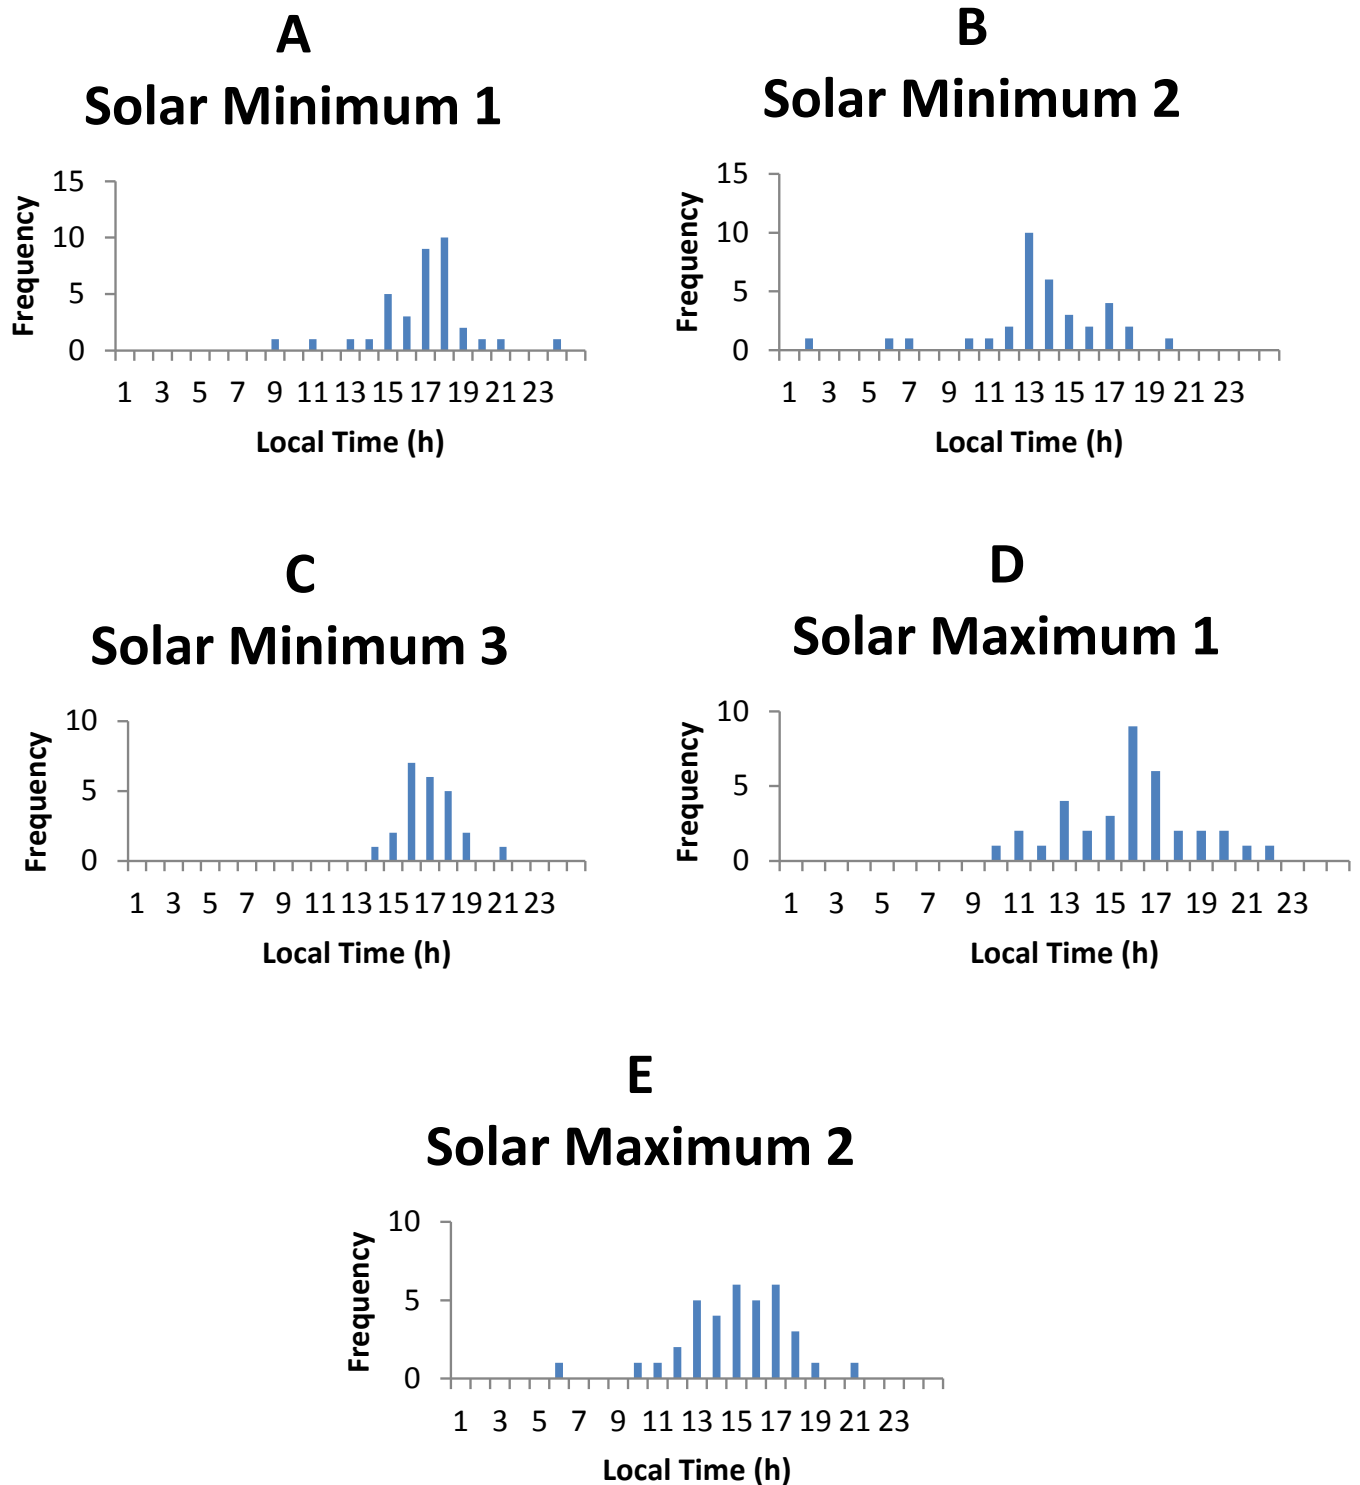 A
Solar Minimum 1
15
10
5
0
Frequency
1 3 5 7 9 11 13 15 17 19 21 23
Local Time (h)
B
Solar Minimum 2
15
10
5
0
Frequency
1 3 5 7 9 11 13 15 17 19 21 23
Local Time (h)
C
Solar Minimum 3
10
5
0
Frequency
1 3 5 7 9 11 13 15 17 19 21 23
Local Time (h)
D
Solar Maximum 1
10
5
0
Frequency
1 3 5 7 9 11 13 15 17 19 21 23
Local Time (h)
E
Solar Maximum 2
10
5
0
Frequency
1 3 5 7 9 11 13 15 17 19 21 23
Local Time (h)